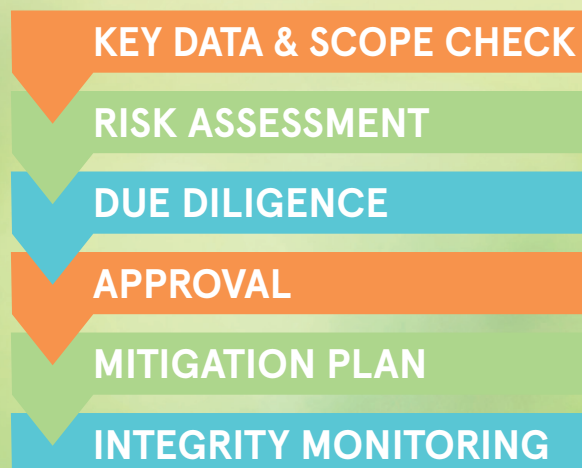 KEY DATA & SCOPE CHECK
RISK ASSESSMENT
DUE DILIGENCE
APPROVAL
MITIGATION PLAN
INTEGRITY MONITORING